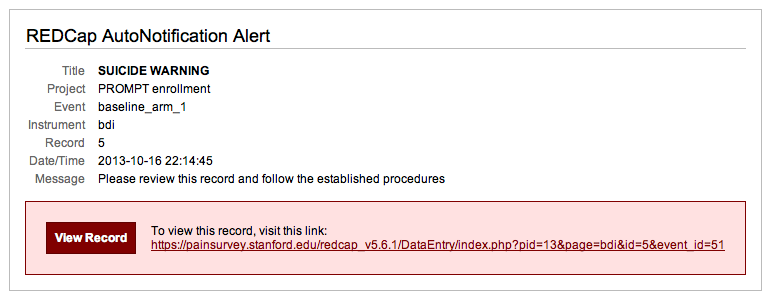 REDCap AutoNotification Alert
Title SUICIDE WARNING
Project PROMPT enrollment
Event baseline_arm_1
Instrument bdi
Record 5
Date/Time 2013-10-16 22:14:45
Message Please review this record and follow the established procedures
View Record
To view this record, visit this link:
https://painsurvey.stanford.edu/redcap_v5.6.1/DataEntry/index.php?pid=13&page=bdi&id=5&event_id=51